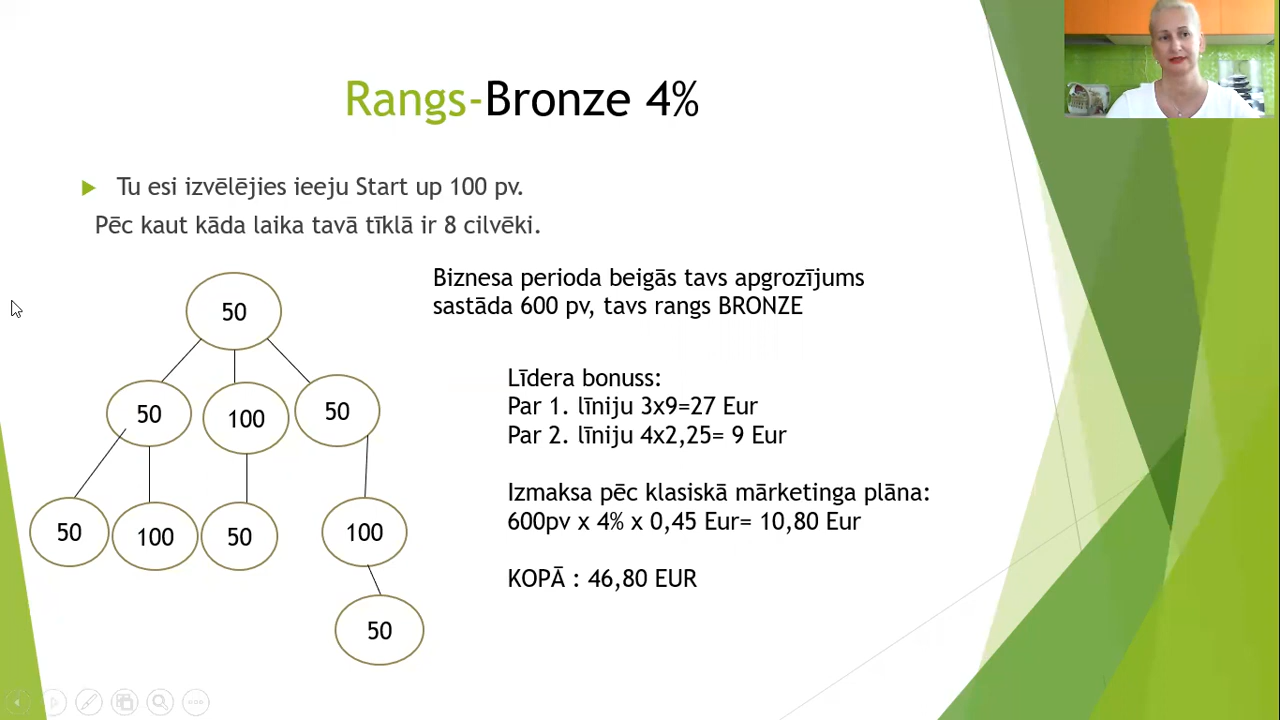 Rangs-Bronze 4%
Tu esi izvēlējies ieeju Start up 100 pv.
Pēc kaut kāda laika tavā tīklā ir 8 cilvēki.
Biznesa perioda beigās tavs apgrozījums
sastāda 600 pv, tavs rangs BRONZE
50
50
100
50
50
100
50
100
50
Līdera bonuss:
Par 1. līniju 3x9=27 Eur
Par 2. līniju 4x2,25= 9 Eur
Izmaksa pēc klasiskā mārketinga plāna:
600pv x 4% x 0,45 Eur= 10,80 Eur
KOPĀ : 46,80 EUR